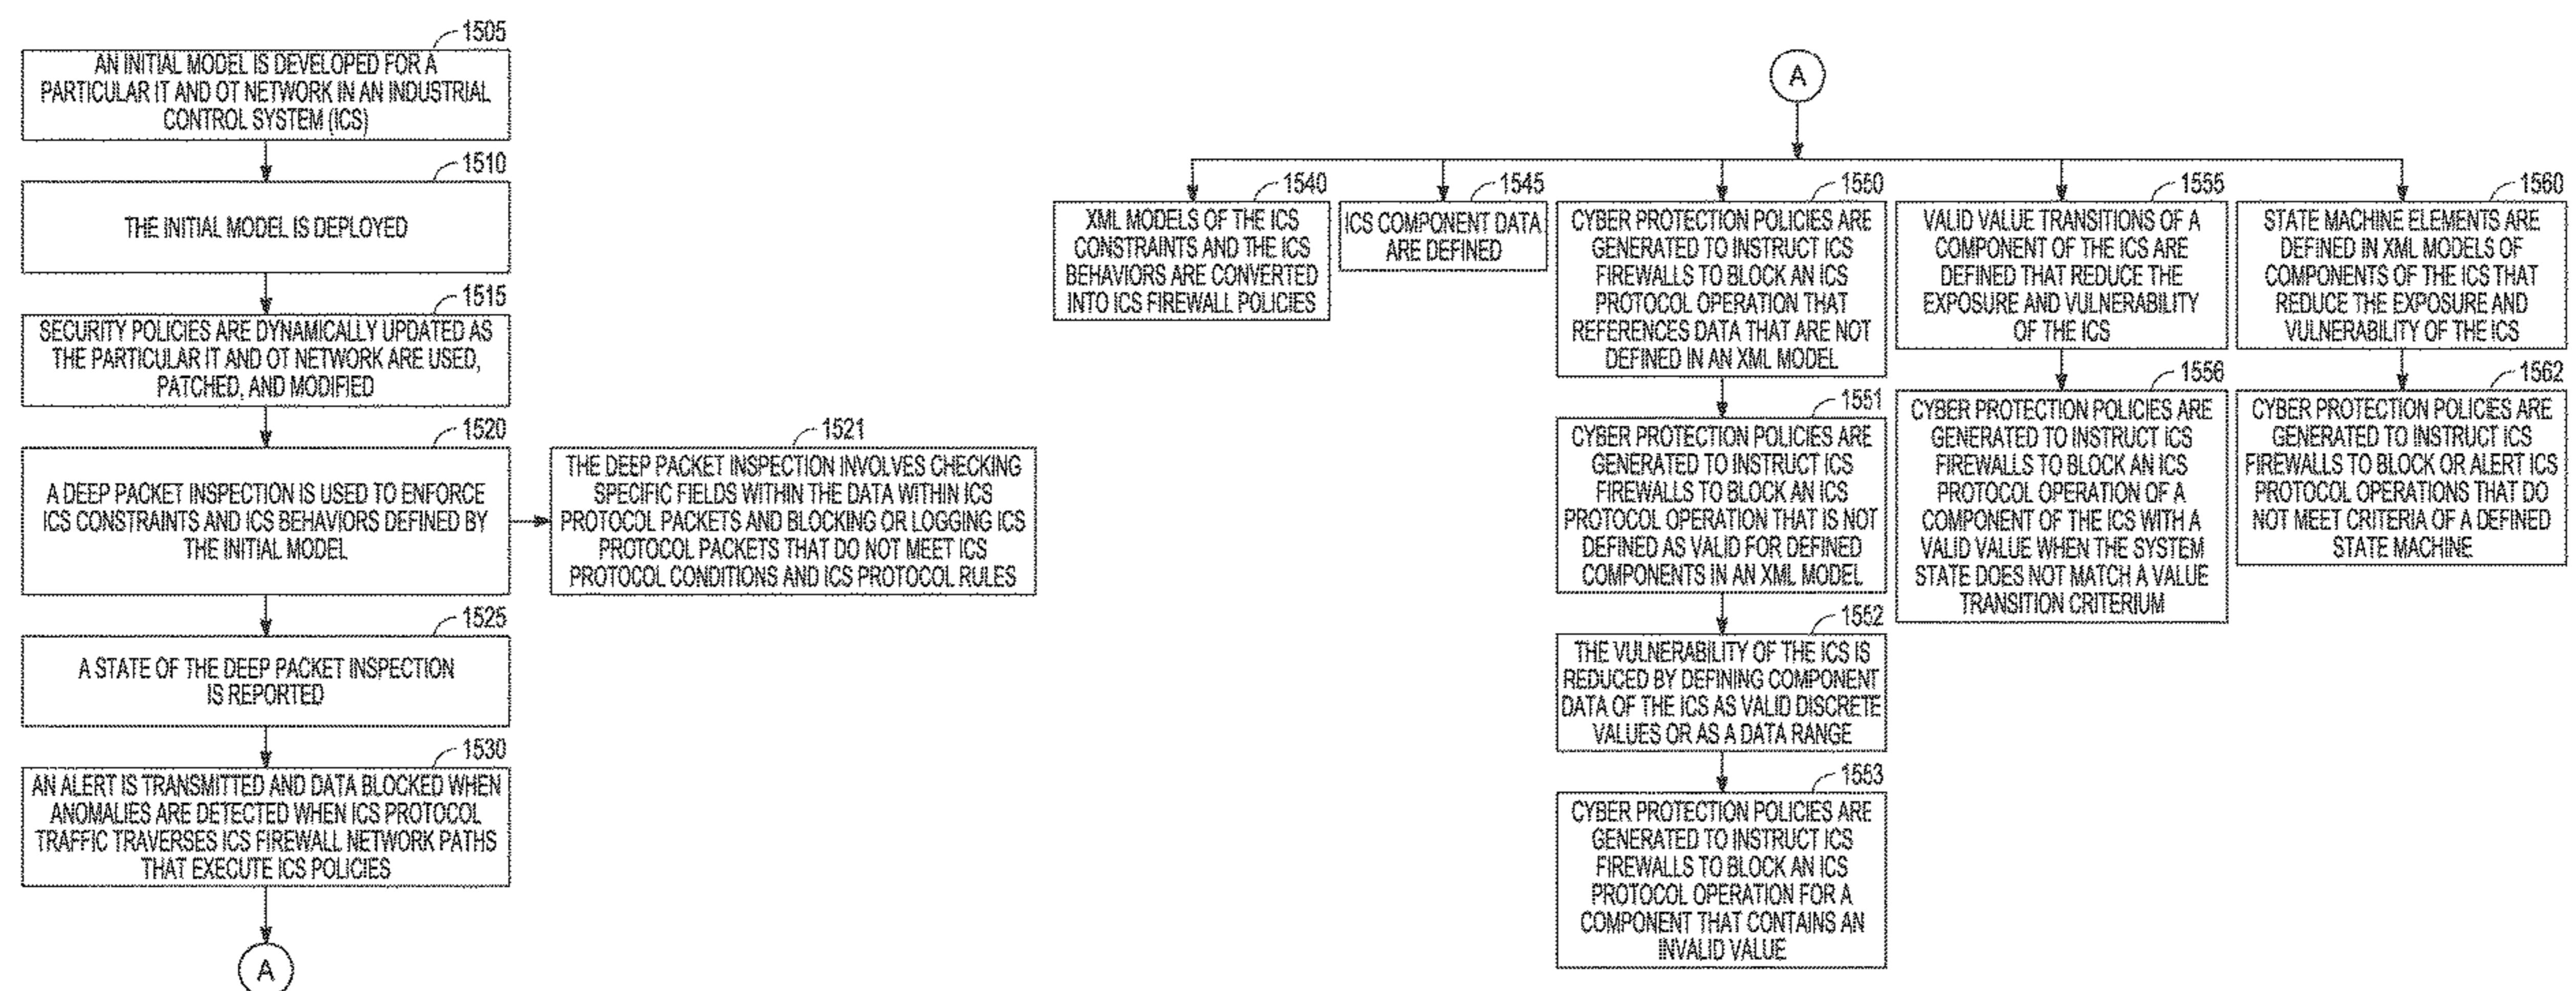 1505
AN INITIAL MODEL IS DEVELOPED FOR A
PARTICULAR IT AND OT NETWORK IN AN INDUSTRIAL
CONTROL SYSTEM (ICS)
1510
THE INITIAL MODEL IS DEPLOYED
1515
SECURITY POLICIES ARE DYNAMICALLY UPDATED AS
THE PARTICULAR IT AND OT NETWORK ARE USED,
PATCHED, AND MODIFIED
1520
A DEEP PACKET INSPECTION IS USED TO ENFORCE
ICS CONSTRAINTS AND ICS BEHAVIORS DEFINED BY
THE INITIAL MODEL
1521
THE DEEP PACKET INSPECTION INVOLVES CHECKING
SPECIFIC FIELDS WITHIN THE DATA WITHIN ICS
PROTOCOL PACKETS AND BLOCKING OR LOGGING ICS
PROTOCOL PACKETS THAT DO NOT MEET ICS
PROTOCOL CONDITIONS AND ICS PROTOCOL RULES
1525
A STATE OF THE DEEP PACKET INSPECTION
IS REPORTED
1530
AN ALERT IS TRANSMITTED AND DATA BLOCKED WHEN
ANOMALIES ARE DETECTED WHEN ICS PROTOCOL
TRAFFIC TRAVERSES ICS FIREWALL NETWORK PATHS
THAT EXECUTE ICS POLICIES
A
A
1540
XML MODELS OF THE ICS
CONSTRAINTS AND THE ICS
BEHAVIORS ARE CONVERTED
INTO ICS FIREWALL POLICIES
1545
ICS COMPONENT DATA
ARE DEFINED
1550
CYBER PROTECTION POLICIES ARE
GENERATED TO INSTRUCT ICS
FIREWALLS TO BLOCK AN ICS
PROTOCOL OPERATION THAT
REFERENCES DATA THAT ARE NOT
DEFINED IN AN XML MODEL
1551
CYBER PROTECTION POLICIES ARE
GENERATED TO INSTRUCT ICS
FIREWALLS TO BLOCK AN ICS
PROTOCOL OPERATION THAT IS NOT
DEFINED AS VALID FOR DEFINED
COMPONENTS IN AN XML MODEL
1552
THE VULNERABILITY OF THE ICS IS
REDUCED BY DEFINING COMPONENT
DATA OF THE ICS AS VALID DISCRETE
VALUES OR AS A DATA RANGE
1553
CYBER PROTECTION POLICIES ARE
GENERATED TO INSTRUCT ICS
FIREWALLS TO BLOCK AN ICS
PROTOCOL OPERATION FOR A
COMPONENT THAT CONTAINS AN
INVALID VALUE
1555
VALID VALUE TRANSITIONS OF A
COMPONENT OF THE ICS ARE
DEFINED THAT REDUCE THE
EXPOSURE AND VULNERABILITY
OF THE ICS
1556
CYBER PROTECTION POLICIES ARE
GENERATED TO INSTRUCT ICS
FIREWALLS TO BLOCK AN ICS
PROTOCOL OPERATION OF A
COMPONENT OF THE ICS WITH A
VALID VALUE WHEN THE SYSTEM
STATE DOES NOT MATCH A VALUE
TRANSITION CRITERIUM
1560
STATE MACHINE ELEMENTS ARE
DEFINED IN XML MODELS OF
COMPONENTS OF THE ICS THAT
REDUCE THE EXPOSURE AND
VULNERABILITY OF THE ICS
1562
CYBER PROTECTION POLICIES ARE
GENERATED TO INSTRUCT ICS
FIREWALLS TO BLOCK OR ALERT ICS
PROTOCOL OPERATIONS THAT DO
NOT MEET CRITERIA OF A DEFINED
STATE MACHINE